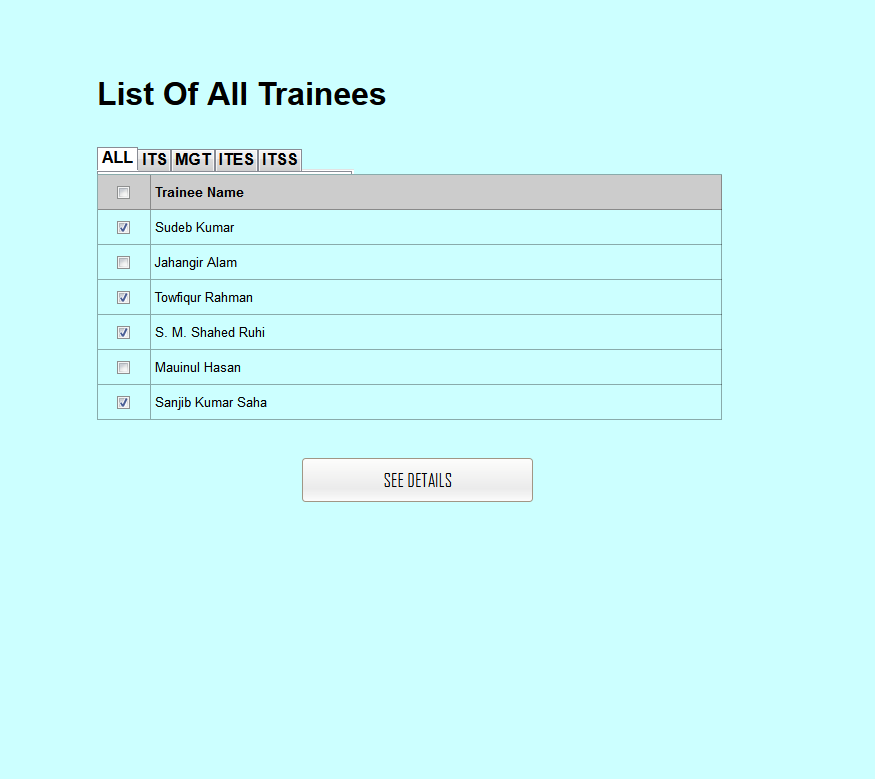 List Of All Trainees
ALL ITS MGT ITES ITSS
Trainee Name
Sudeb Kumar
Jahangir Alam
Towfiqur Rahman
S. M. Shahed Ruhi
Mauinul Hasan
Sanjib Kumar Saha
SEE DETAILS